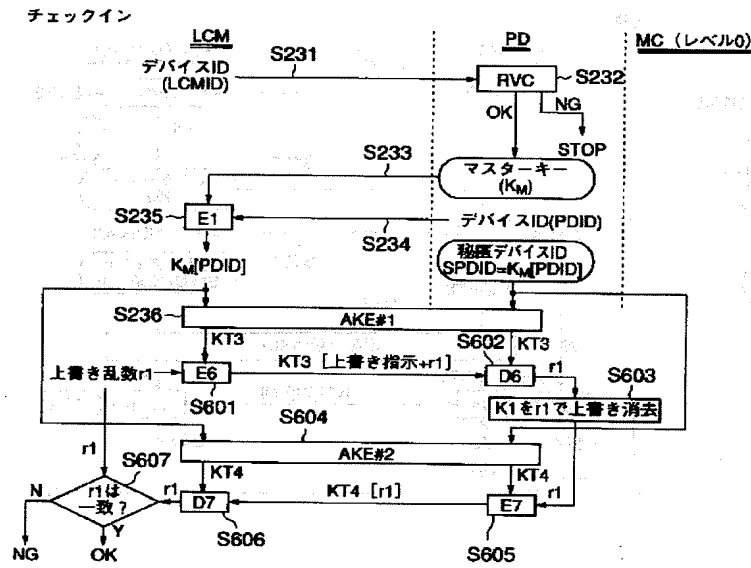 チェックイン
LCM
PD
MC (レベル0)
S231
デバイスID
(LCMID)
RVC
S232
OK
NG
STOP
S233
マスターキー
(KM)
S235
E1
デバイスID(PDID)
S234
KM[PDID]
秘匿デバイスID
SPDID=KM[PDID]
S236
AKE#1
KT3
S602
KT3
上書き乱数r1
E6
KT3 [上書き指示+r1]
D6
r1
S603
S601
K1をr1で上書き消去
S604
AKE#2
r1
S607
KT4
KT4
r1
N
r1は
一致?
r1
D7
KT4 [r1]
E7
Y
S606
S605
NG
OK